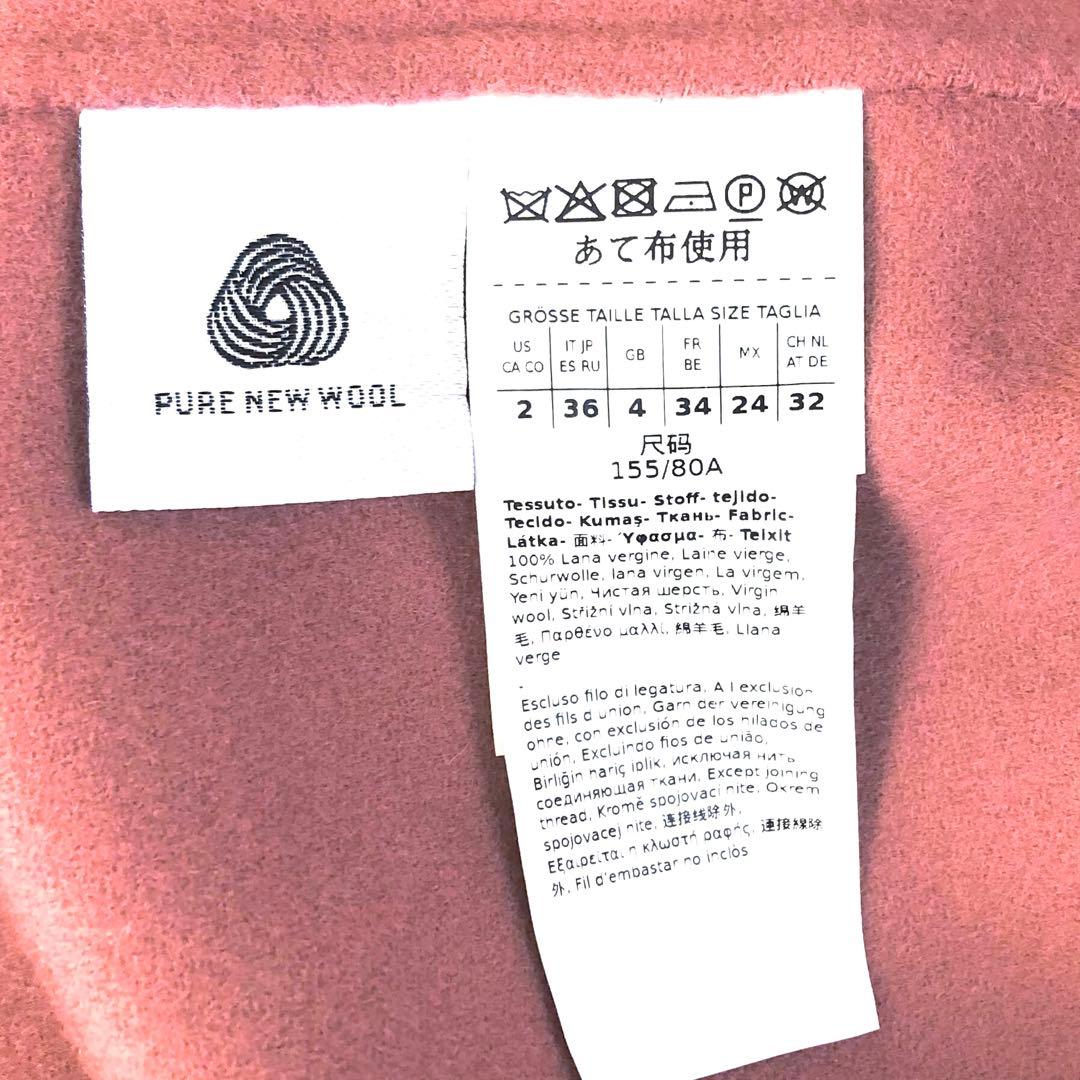 PURE NEW WOOL
P
W
あて布使用
GRÖSSE TAILLE TALLA SIZE TAGLIA
US IT JP GB FR MX CH NL
CA CO ES RU BE AT DE
2 36 4 34 24 32
尺码
155/80A
Tessuto- Tissu- Stoff- tejido-
Tecido- Kumaş- Ткань- Fabric-
Látka- 面料- Ύφασμα- 布- Teixit
100% Lana vergine, Laine vierge,
Schurwolle, lana virgen, La virgem,
Yeni yün, Чистая шерсть, Virgin
wool, Střižní vlna, Strižná vlna, 绵羊
毛, Παρθένο μαλλί, 綿羊毛, Llana
verge
-
Escluso filo di legatura, A l exclusion
des fils d union, Garn der vereinigung
ohne, con exclusión de los hilados de
unión, Excluindo fios de união,
Birliğin hariç iplik, исключая нить
соединяющая ткани, Except joining
thread, Kromě spojovací nite, Okrem
spojovacej nite, 连接线除外,
Εξαιρείται η κλωστή ραφής, 連接線除
外, Fil d'embastar no inclòs